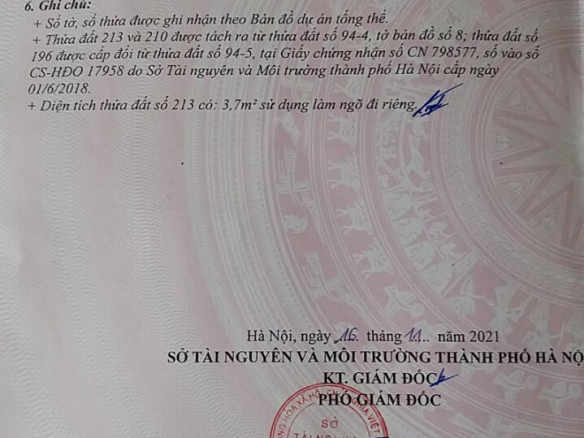 6. Ghi chú:
+ Số tờ, số thửa được ghi nhận theo Bản đồ dự án tổng thể.
+ Thửa đất 213 và 210 được tách ra từ thửa đất số 94-4, tờ bản đồ số 8; thửa đất số
196 được cấp đổi từ thửa đất số 94-5, tại Giấy chứng nhận số CN 798577, số vào sổ
CS-HĐO 17958 do Sở Tài nguyên và Môi trường thành phố Hà Nội cấp ngày
01/6/2018.
+ Diện tích thửa đất số 213 có: 3,7m² sử dụng làm ngõ đi riêng.
Hà Nội, ngày 16 tháng 11 năm 2021
SỞ TÀI NGUYÊN VÀ MÔI TRƯỜNG THÀNH PHỐ HÀ NỘ
KT. GIÁM ĐỐC
PHÓ GIÁM ĐỐC
SỞ